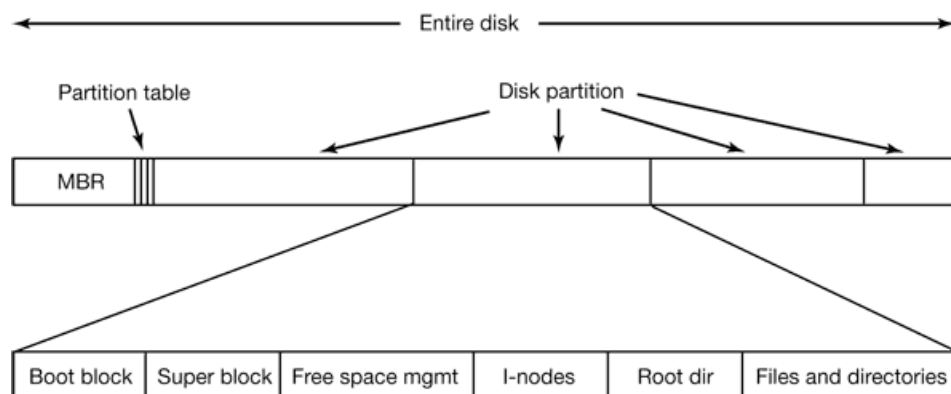 Entire disk
Partition table
Disk partition
MBR
Boot block
Super block
Free space mgmt
I-nodes
Root dir
Files and directories